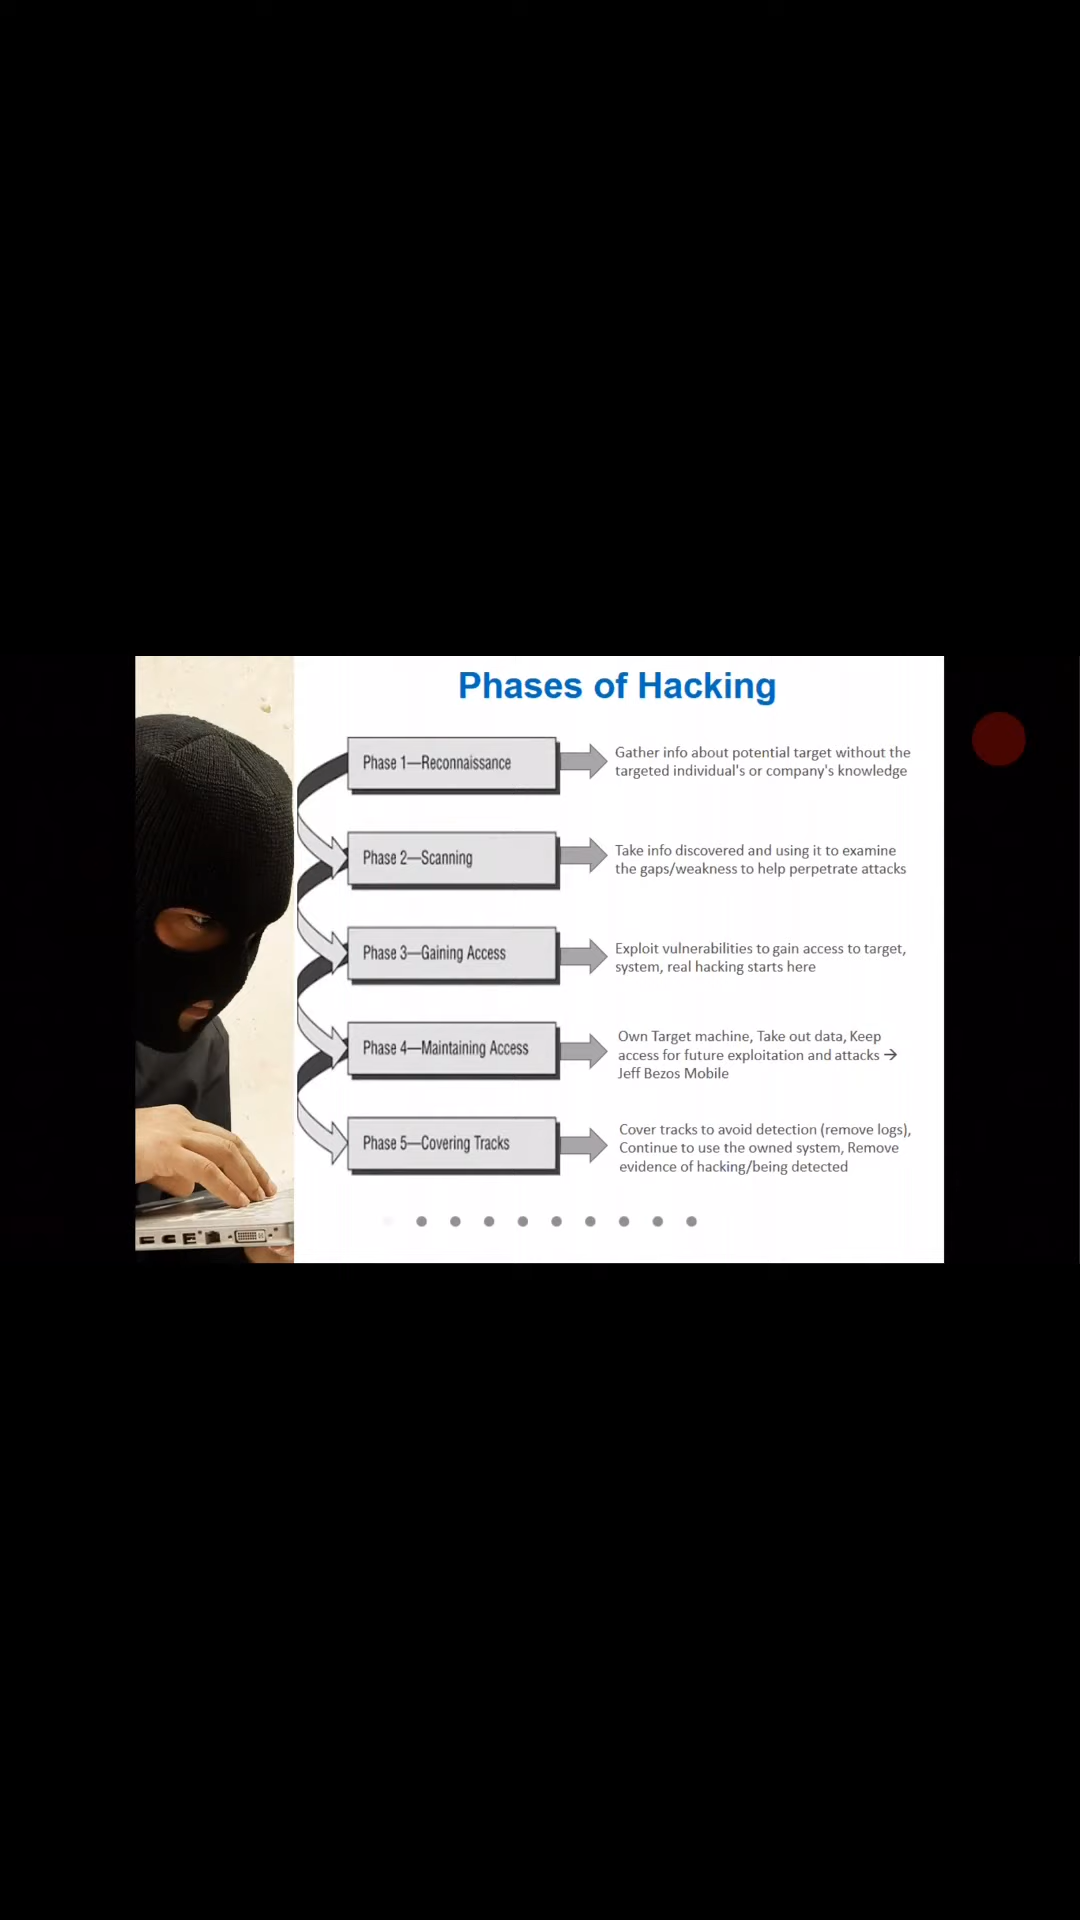 Phases of Hacking
Phase 1—Reconnaissance
Gather info about potential target without the
targeted individual's or company's knowledge
Phase 2—Scanning
Take info discovered and using it to examine
the gaps/weakness to help perpetrate attacks
Phase 3—Gaining Access
Exploit vulnerabilities to gain access to target,
system, real hacking starts here
Phase 4—Maintaining Access
Own Target machine, Take out data, Keep
access for future exploitation and attacks →
Jeff Bezos Mobile
Phase 5—Covering Tracks
Cover tracks to avoid detection (remove logs),
Continue to use the owned system, Remove
evidence of hacking/being detected